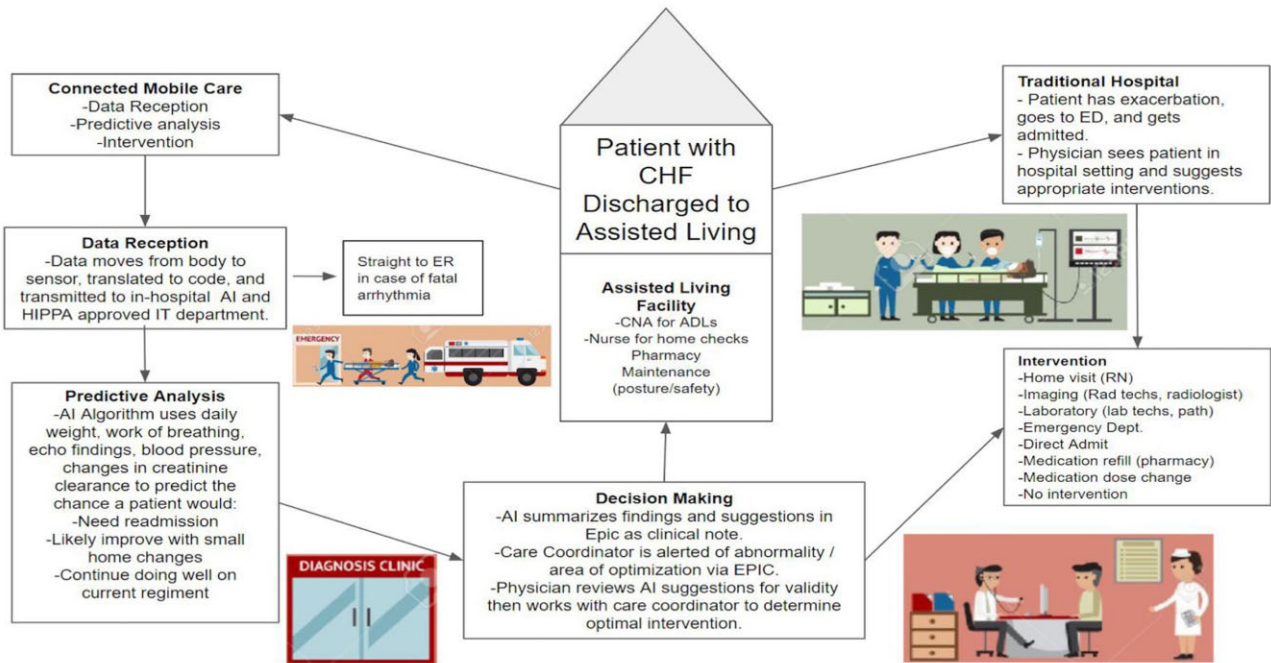 Connected Mobile Care
-Data Reception
-Predictive analysis
-Intervention
Data Reception
-Data moves from body to
sensor, translated to code, and
transmitted to in-hospital AI and
HIPPA approved IT department.
Straight to ER
in case of fatal
arrhythmia
EMERGENCY
Predictive Analysis
-AI Algorithm uses daily
weight, work of breathing,
echo findings, blood pressure,
changes in creatinine
clearance to predict the
chance a patient would:
-Need readmission
-Likely improve with small
home changes
-Continue doing well on
current regiment
DIAGNOSIS CLINIC
Patient with
CHF
Discharged to
Assisted Living
Assisted Living
Facility
-CNA for ADLs
-Nurse for home checks
Pharmacy
Maintenance
(posture/safety)
Decision Making
-AI summarizes findings and suggestions in
Epic as clinical note.
-Care Coordinator is alerted of abnormality /
area of optimization via EPIC.
-Physician reviews AI suggestions for validity
then works with care coordinator to determine
optimal intervention.
Traditional Hospital
- Patient has exacerbation,
goes to ED, and gets
admitted.
- Physician sees patient in
hospital setting and suggests
appropriate interventions.
Intervention
-Home visit (RN)
-Imaging (Rad techs, radiologist)
-Laboratory (lab techs, path)
-Emergency Dept.
-Direct Admit
-Medication refill (pharmacy)
-Medication dose change
-No intervention